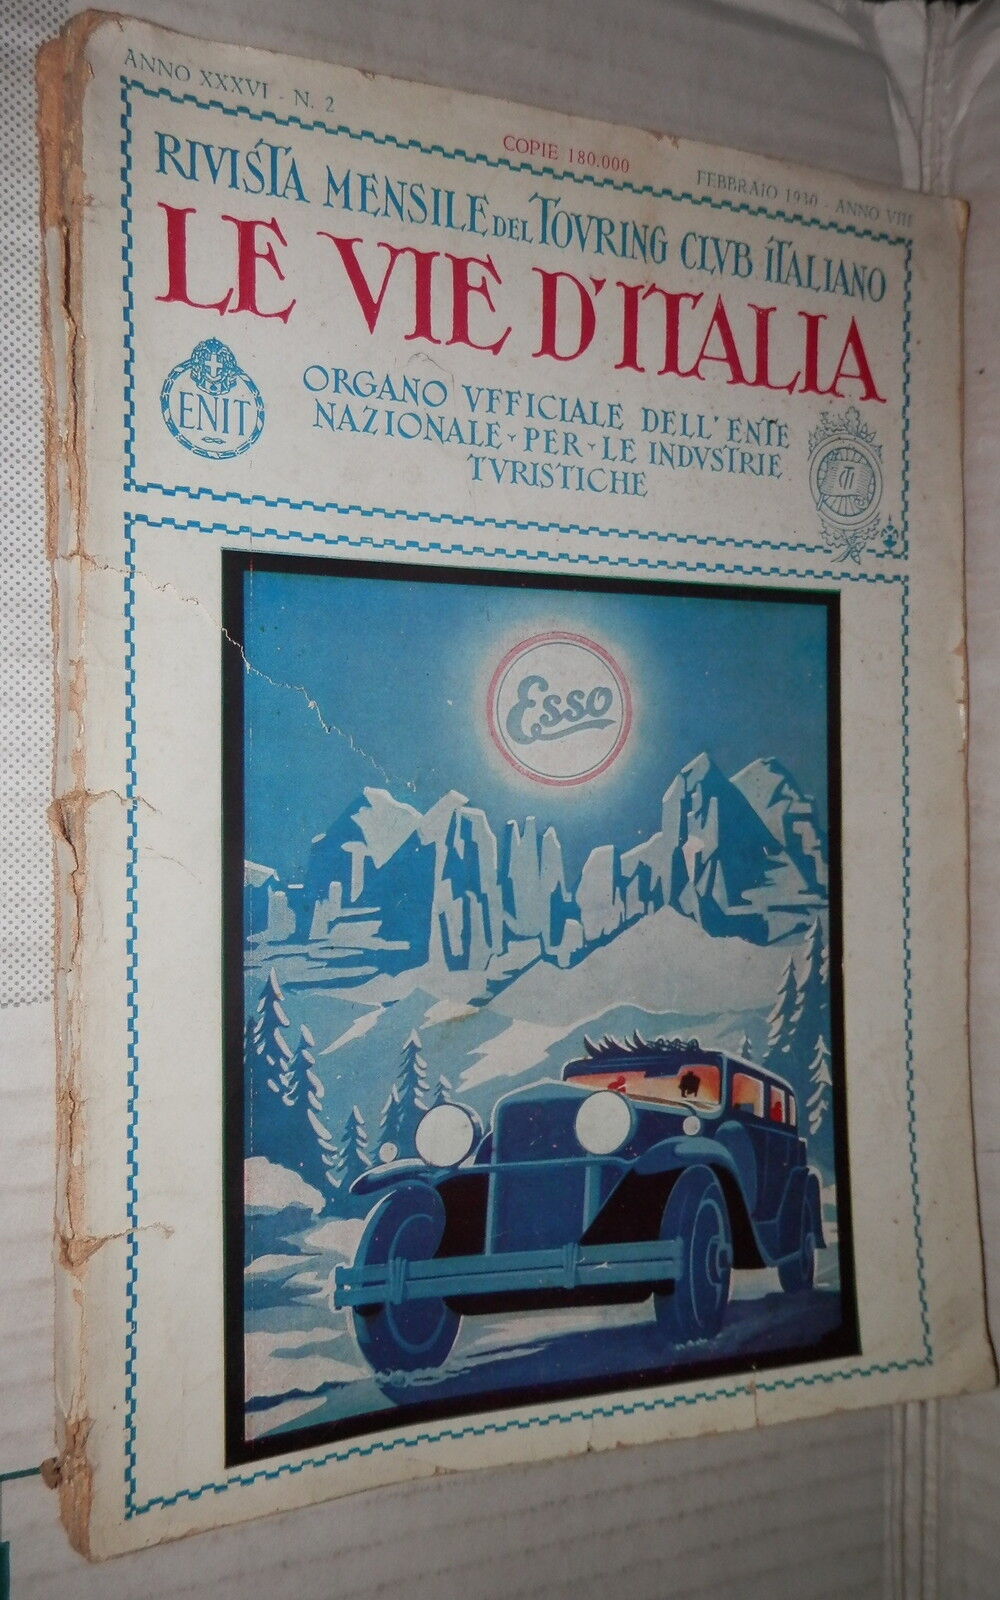 ANNO XXXVI - N. 2
COPIE 180.000
FEBBRAIO 1930 - ANNO VIII
RIVISTA MENSILE DEL TOVRING CLVB ITALIANO
LE VIE D'ITALIA
ENIT
ORGANO VFFICIALE DELL'ENTE
NAZIONALE-PER-LE INDVSTRIE
TVRISTICHE
Esso